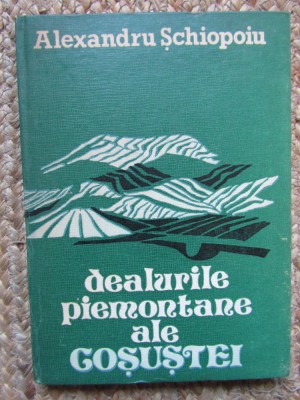 Alexandru Șchiopoiu
dealurile
piemontane
ale
COȘUȘTEI